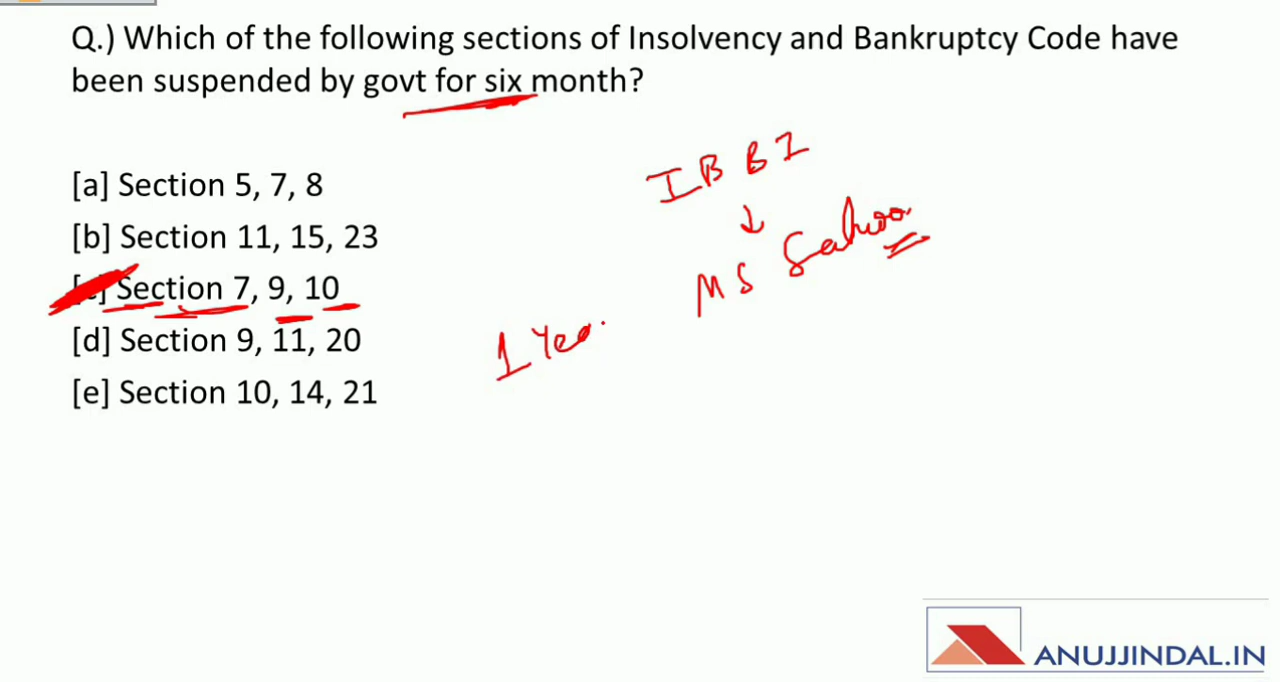 Q.) Which of the following sections of Insolvency and Bankruptcy Code have
been suspended by govt for six month?
[a] Section 5, 7, 8
[b] Section 11, 15, 23
Section 7, 9, 10
[d] Section 9, 11, 20
[e] Section 10, 14, 21
IBBI
↓
MS Sahoo
1 Year
ANUJJINDAL.IN